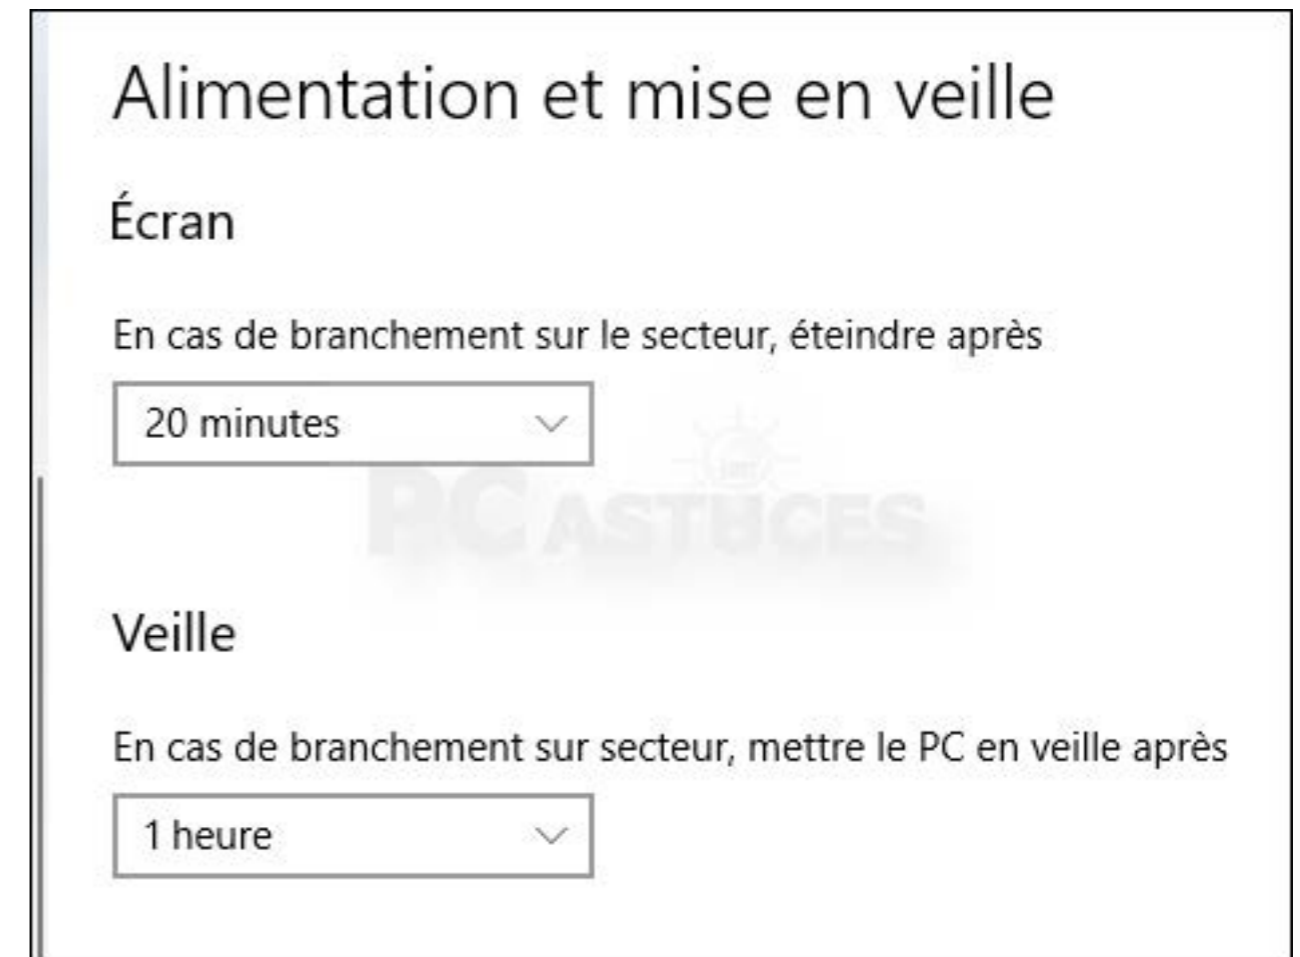 Alimentation et mise en veille
Écran
En cas de branchement sur le secteur, éteindre après
20 minutes
PC ASTUCES
Veille
En cas de branchement sur secteur, mettre le PC en veille après
1 heure